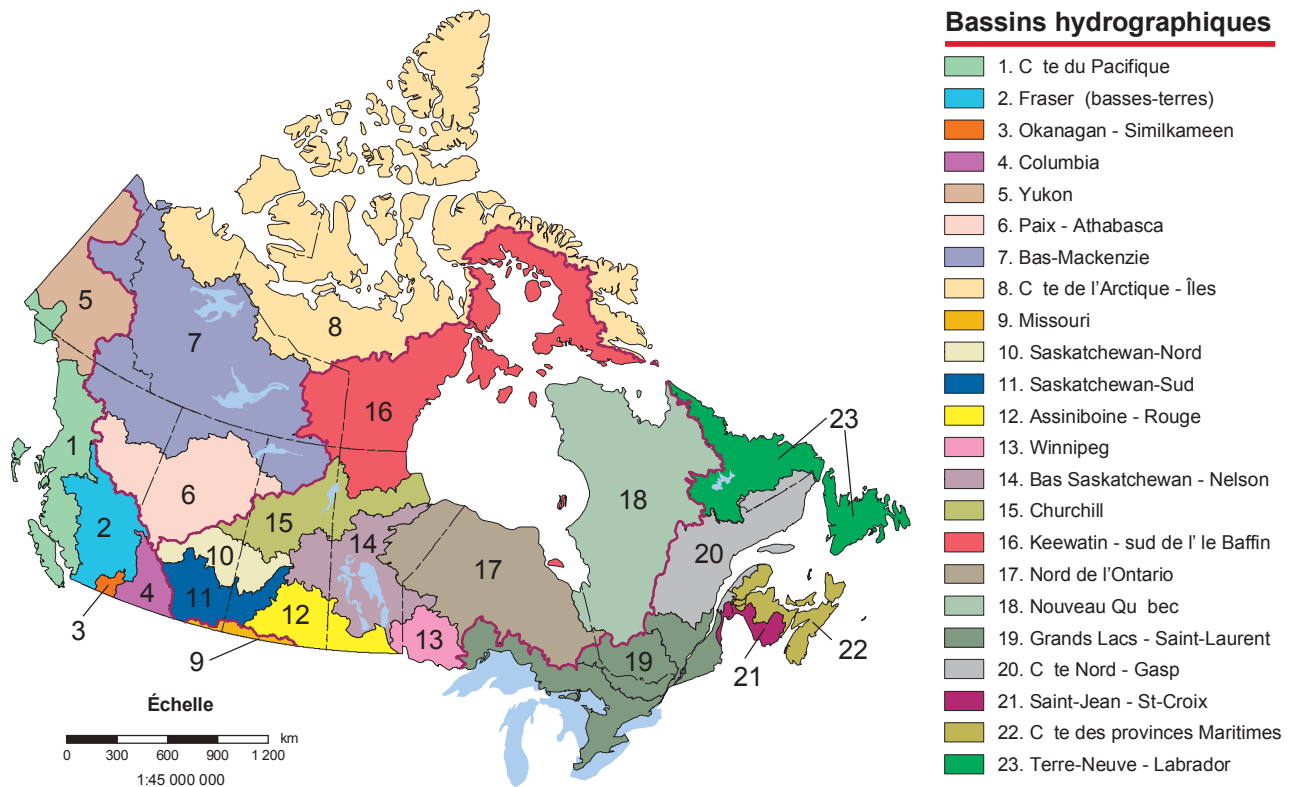 Bassins hydrographiques
1. C te du Pacifique
2. Fraser (basses-terres)
3. Okanagan - Similkameen
4. Columbia
5. Yukon
6. Paix - Athabasca
7. Bas-Mackenzie
8. C te de l’Arctique - Îles
9. Missouri
10. Saskatchewan-Nord
11. Saskatchewan-Sud
12. Assiniboine - Rouge
13. Winnipeg
14. Bas Saskatchewan - Nelson
15. Churchill
16. Keewatin - sud de l’ le Baffin
17. Nord de l’Ontario
18. Nouveau Qu bec
19. Grands Lacs - Saint-Laurent
20. C te Nord - Gasp
21. Saint-Jean - St-Croix
22. C te des provinces Maritimes
23. Terre-Neuve - Labrador
5
7
8
16
23
1
6
18
2
15
10
14
20
17
4
11
12
3
13
19
9
21
22
Échelle
km
0 300 600 900 1 200
1:45 000 000